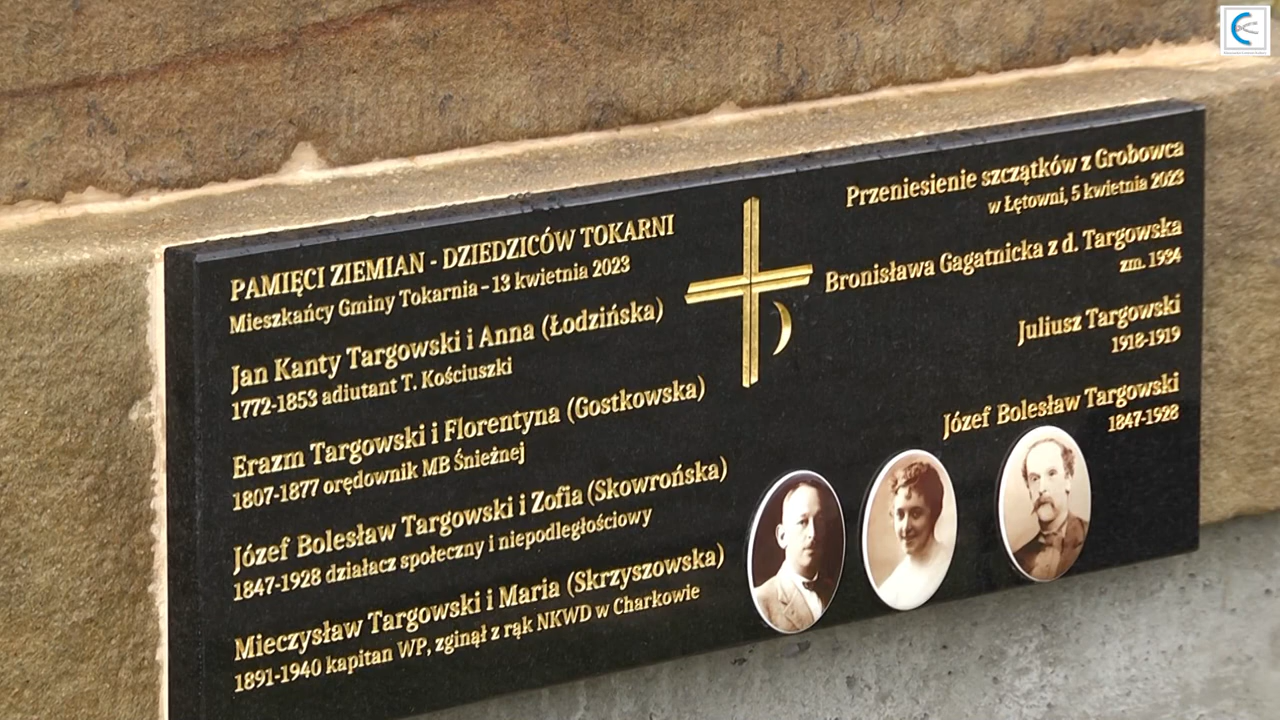 PAMIĘCI ZIEMIAN - DZIEDZICÓW TOKARNI
Mieszkańcy Gminy Tokarnia - 13 kwietnia 2023
Jan Kanty Targowski i Anna (Łodzińska)
1772-1853 adiutant T. Kościuszki
Erazm Targowski i Florentyna (Gostkowska)
1807-1877 orędownik MB Śnieżnej
Józef Bolesław Targowski i Zofia (Skowrońska)
1847-1928 działacz społeczny i niepodległościowy
Mieczysław Targowski i Maria (Skrzyszowska)
1891-1940 kapitan WP, zginął z rąk NKWD w Charkowie
Przeniesienie szczątków z Grobowca
w Łętowni, 5 kwietnia 2023
Bronisława Gagatnicka z d. Targowska
zm. 1934
Juliusz Targowski
1918-1919
Józef Bolesław Targowski
1847-1928